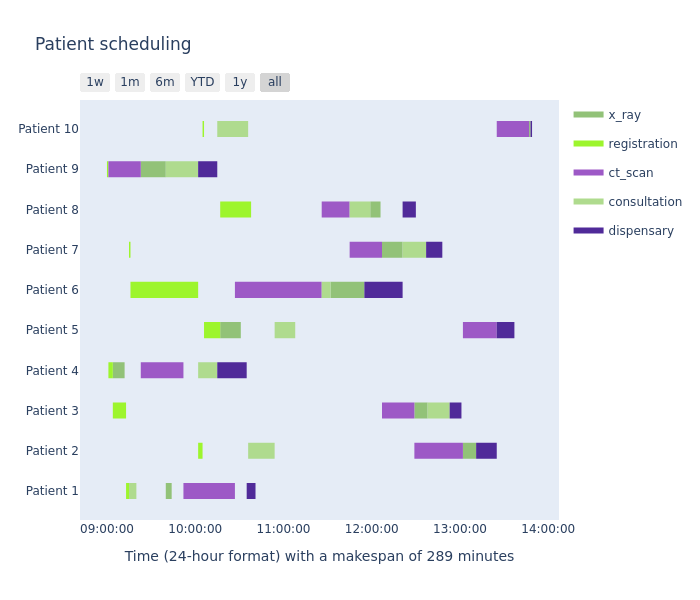 Patient scheduling
1w 1m 6m YTD 1y all
Patient 10
Patient 9
Patient 8
Patient 7
Patient 6
Patient 5
Patient 4
Patient 3
Patient 2
Patient 1
x_ray
registration
ct_scan
consultation
dispensary
09:00:00 10:00:00 11:00:00 12:00:00 13:00:00 14:00:00
Time (24-hour format) with a makespan of 289 minutes